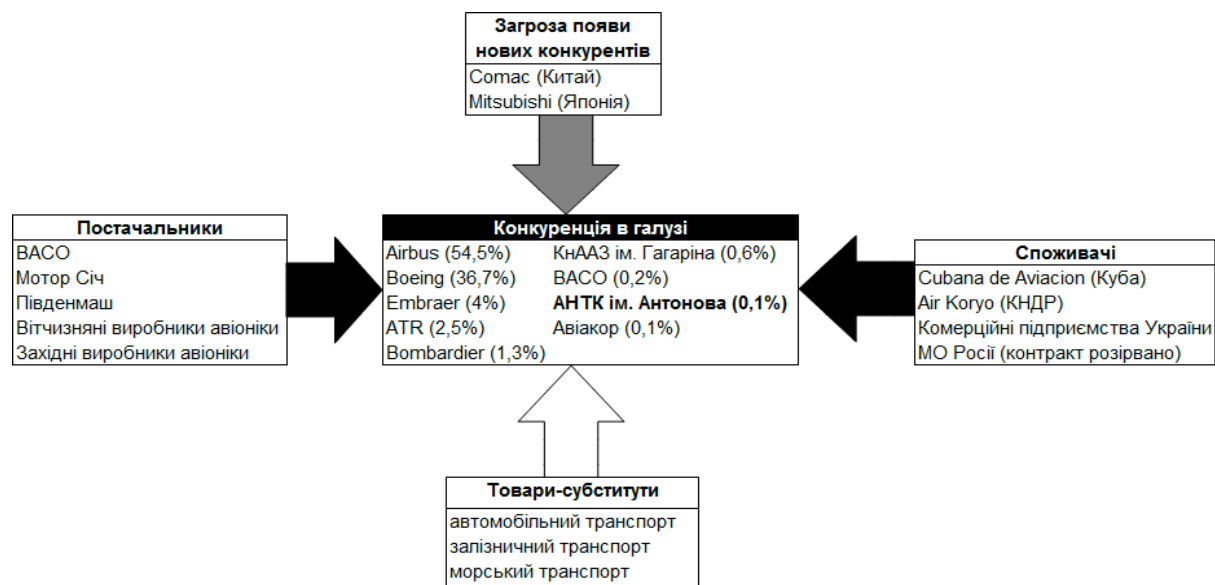 Загроза появи
нових конкурентів
Comac (Китай)
Mitsubishi (Японія)
Постачальники
ВАСО
Мотор Січ
Південмаш
Вітчизняні виробники авіоніки
Західні виробники авіоніки
Конкуренція в галузі
Airbus (54,5%)
Boeing (36,7%)
Embraer (4%)
ATR (2,5%)
Bombardier (1,3%)
КнААЗ ім. Гагаріна (0,6%)
ВАСО (0,2%)
АНТК ім. Антонова (0,1%)
Авіакор (0,1%)
Споживачі
Cubana de Aviacion (Куба)
Air Koryo (КНДР)
Комерційні підприємства України
МО Росії (контракт розірвано)
Товари-субститути
автомобільний транспорт
залізничний транспорт
морський транспорт